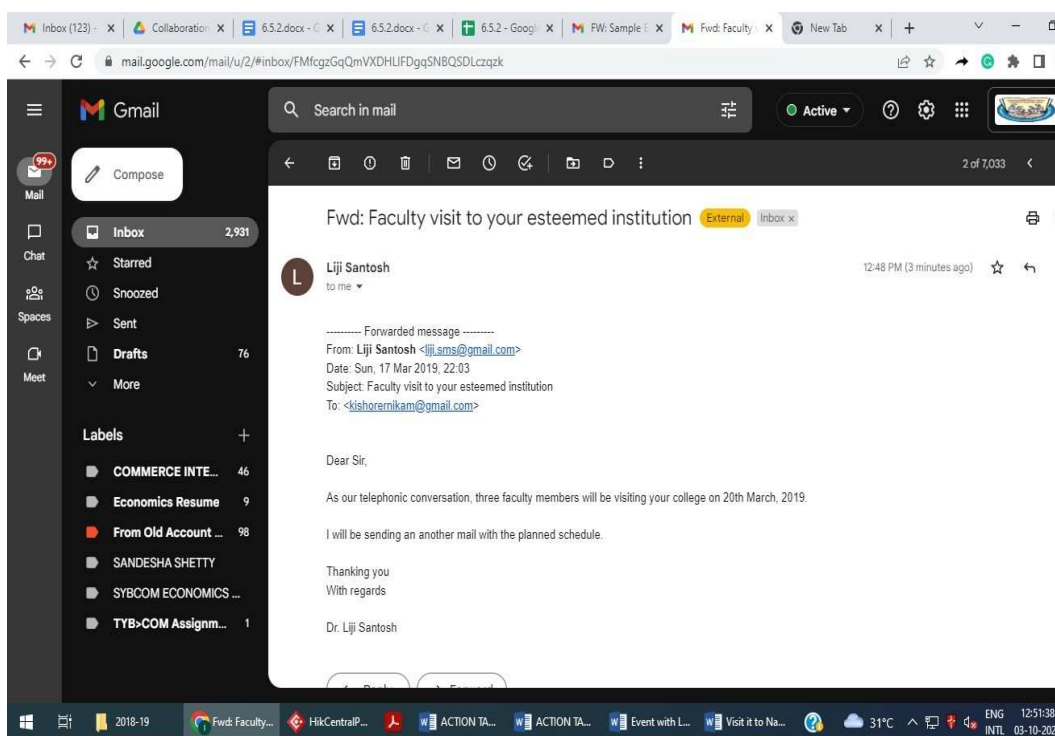 Inbox (123) -
Collaboration
6.5.2.docx - G
6.5.2.docx - G
6.5.2 - Googl
FW: Sample E
Fwd: Faculty
New Tab
mail.google.com/mail/u/2/#inbox/FMfcgzGqQmVXDHLlFDgqSNBQSDLczqzk
Gmail
Search in mail
Active
99+
Mail
Chat
Spaces
Meet
Compose
Inbox 2,931
Starred
Snoozed
Sent
Drafts 76
More
Labels
COMMERCE INTE... 46
Economics Resume 9
From Old Account ... 98
SANDESHA SHETTY
SYBCOM ECONOMICS ...
TYB>COM Assignm... 1
2 of 7,033
Fwd: Faculty visit to your esteemed institution External Inbox x
L
Liji Santosh 12:48 PM (3 minutes ago)
to me
---------- Forwarded message ---------
From: Liji Santosh <liji.sms@gmail.com>
Date: Sun, 17 Mar 2019, 22:03
Subject: Faculty visit to your esteemed institution
To: <kishorernikam@gmail.com>
Dear Sir,
As our telephonic conversation, three faculty members will be visiting your college on 20th March, 2019.
I will be sending an another mail with the planned schedule.
Thanking you
With regards
Dr. Liji Santosh
Reply Forward
2018-19 Fwd: Faculty... HikCentralP... ACTION TA... ACTION TA... Event with L... Visit it to Na... 31°C ENG 12:51:38
INTL 03-10-202